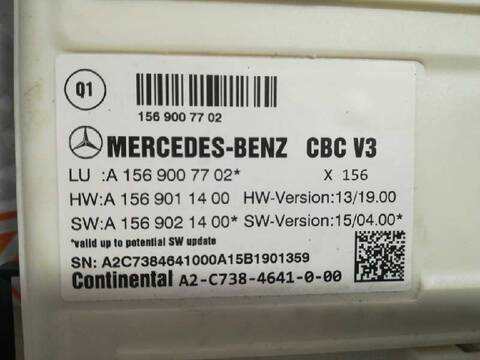 Q1
156 900 77 02
MERCEDES-BENZ CBC V3
LU :A 156 900 77 02* X 156
HW:A 156 901 14 00 HW-Version:13/19.00
SW:A 156 902 14 00* SW-Version:15/04.00*
*valid up to potential SW update
SN: A2C7384641000A15B1901359
Continental A2-C738-4641-0-00